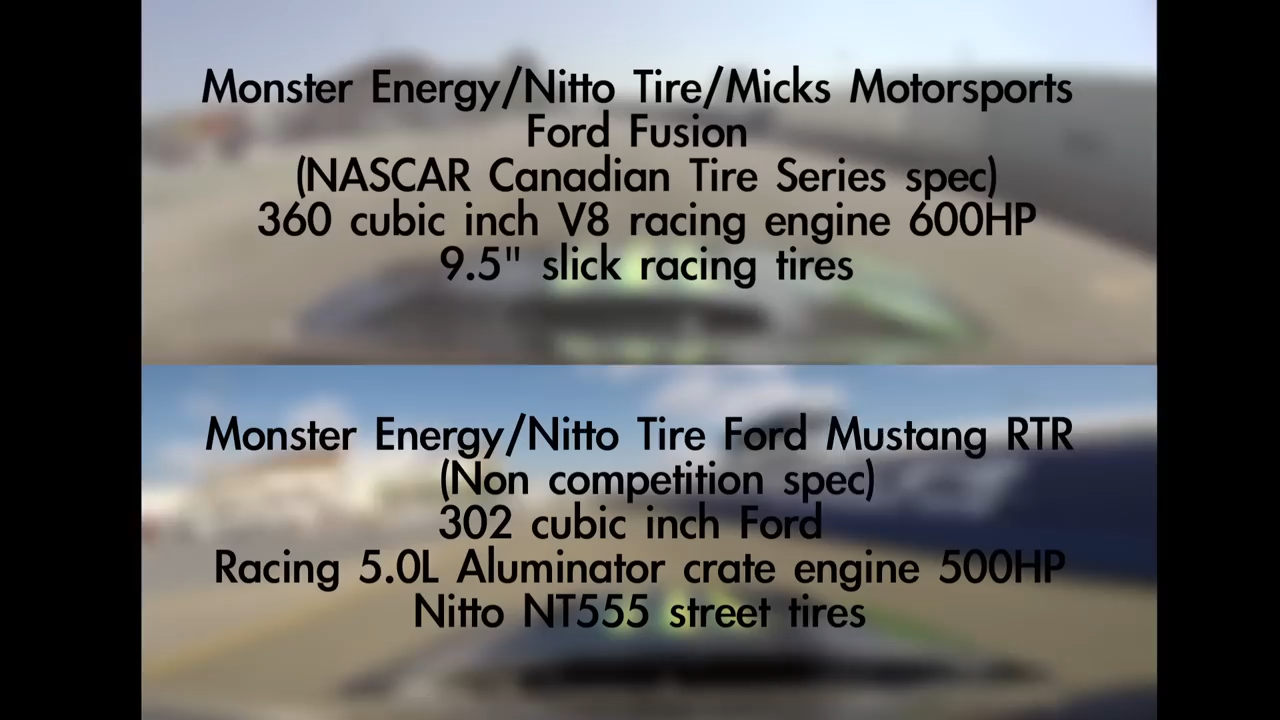 Monster Energy/Nitto Tire/Micks Motorsports
Ford Fusion
(NASCAR Canadian Tire Series spec)
360 cubic inch V8 racing engine 600HP
9.5" slick racing tires
Monster Energy/Nitto Tire Ford Mustang RTR
(Non competition spec)
302 cubic inch Ford
Racing 5.0L Aluminator crate engine 500HP
Nitto NT555 street tires